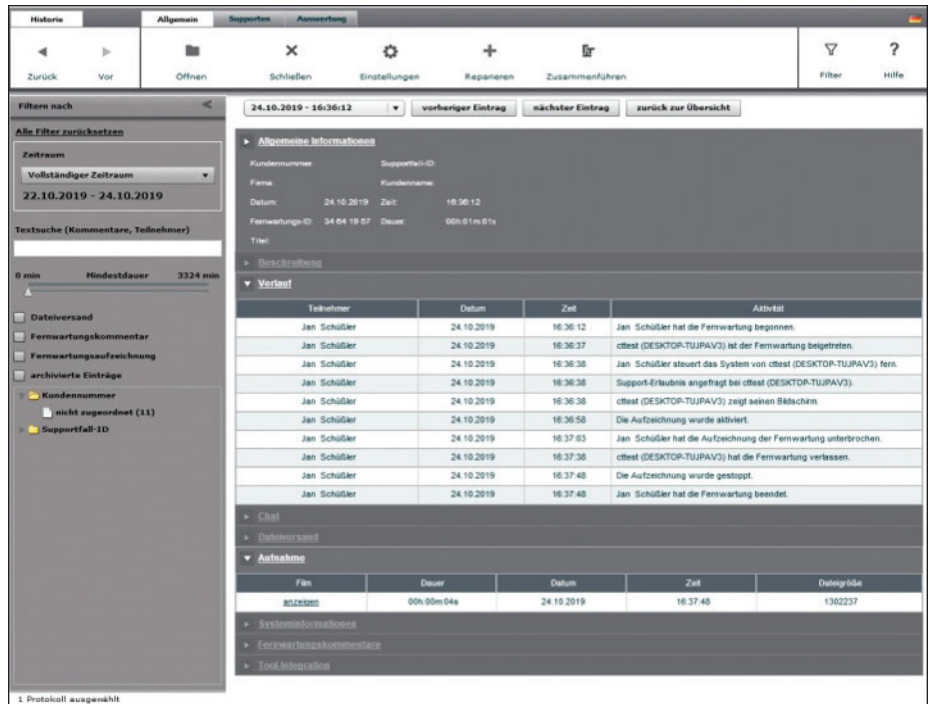 Historie Allgemein Supporten Auswertung
Zurück Vor Öffnen Schließen Einstellungen Reparieren Zusammenführen Filter Hilfe
Filtern nach
Alle Filter zurücksetzen
Zeitraum
Vollständiger Zeitraum
22.10.2019 - 24.10.2019
Textsuche (Kommentare, Teilnehmer)
0 min Mindestdauer 3324 min
Dateiversand
Fernwartungskommentar
Fernwartungsaufzeichnung
archivierte Einträge
Kundennummer
nicht zugeordnet (11)
Supportfall-ID
24.10.2019 - 16:36:12 vorheriger Eintrag nächster Eintrag zurück zur Übersicht
Allgemeine Informationen
Kundennummer: Supportfall-ID:
Firma: Kundenname:
Datum: 24.10.2019 Zeit: 16:36:12
Fernwartungs-ID: 34 64 19 57 Dauer: 00h:01m:01s
Titel:
Beschreibung
Verlauf
Teilnehmer Datum Zeit Aktivität
Jan Schüßler 24.10.2019 16:36:12 Jan Schüßler hat die Fernwartung begonnen.
Jan Schüßler 24.10.2019 16:36:37 cttest (DESKTOP-TUJPAV3) ist der Fernwartung beigetreten.
Jan Schüßler 24.10.2019 16:36:38 Jan Schüßler steuert das System von cttest (DESKTOP-TUJPAV3) fern.
Jan Schüßler 24.10.2019 16:36:38 Support-Erlaubnis angefragt bei cttest (DESKTOP-TUJPAV3).
Jan Schüßler 24.10.2019 16:36:38 cttest (DESKTOP-TUJPAV3) zeigt seinen Bildschirm.
Jan Schüßler 24.10.2019 16:36:58 Die Aufzeichnung wurde aktiviert.
Jan Schüßler 24.10.2019 16:37:03 Jan Schüßler hat die Aufzeichnung der Fernwartung unterbrochen.
Jan Schüßler 24.10.2019 16:37:38 cttest (DESKTOP-TUJPAV3) hat die Fernwartung verlassen.
Jan Schüßler 24.10.2019 16:37:48 Die Aufzeichnung wurde gestoppt.
Jan Schüßler 24.10.2019 16:37:48 Jan Schüßler hat die Fernwartung beendet.
Chat
Dateiversand
Aufnahme
Film Dauer Datum Zeit Dateigröße
anzeigen 00h:00m:04s 24.10.2019 16:37:48 1302237
Systeminformationen
Fernwartungskommentare
Tool-Integration
1 Protokoll ausgewählt